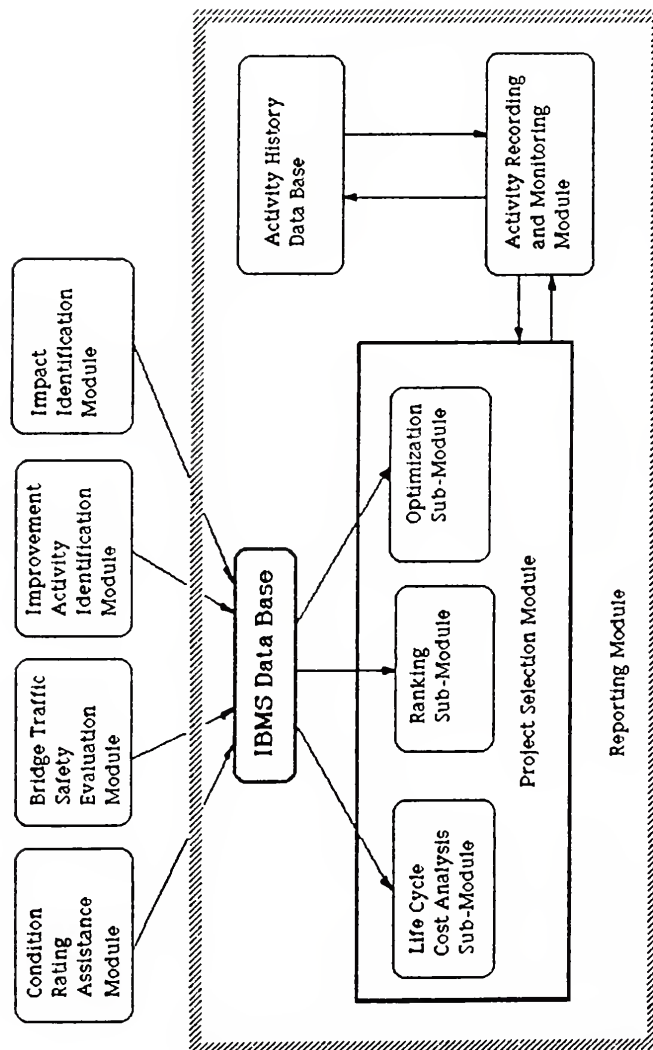 Condition
Rating
Assistance
Module
Bridge Traffic
Safety
Evaluation
Module
Improvement
Activity
Identification
Module
Impact
Identification
Module
IBMS Data Base
Activity History
Data Base
Life Cycle
Cost Analysis
Sub-Module
Ranking
Sub-Module
Optimization
Sub-Module
Project Selection Module
Activity Recording
and Monitoring
Module
Reporting Module